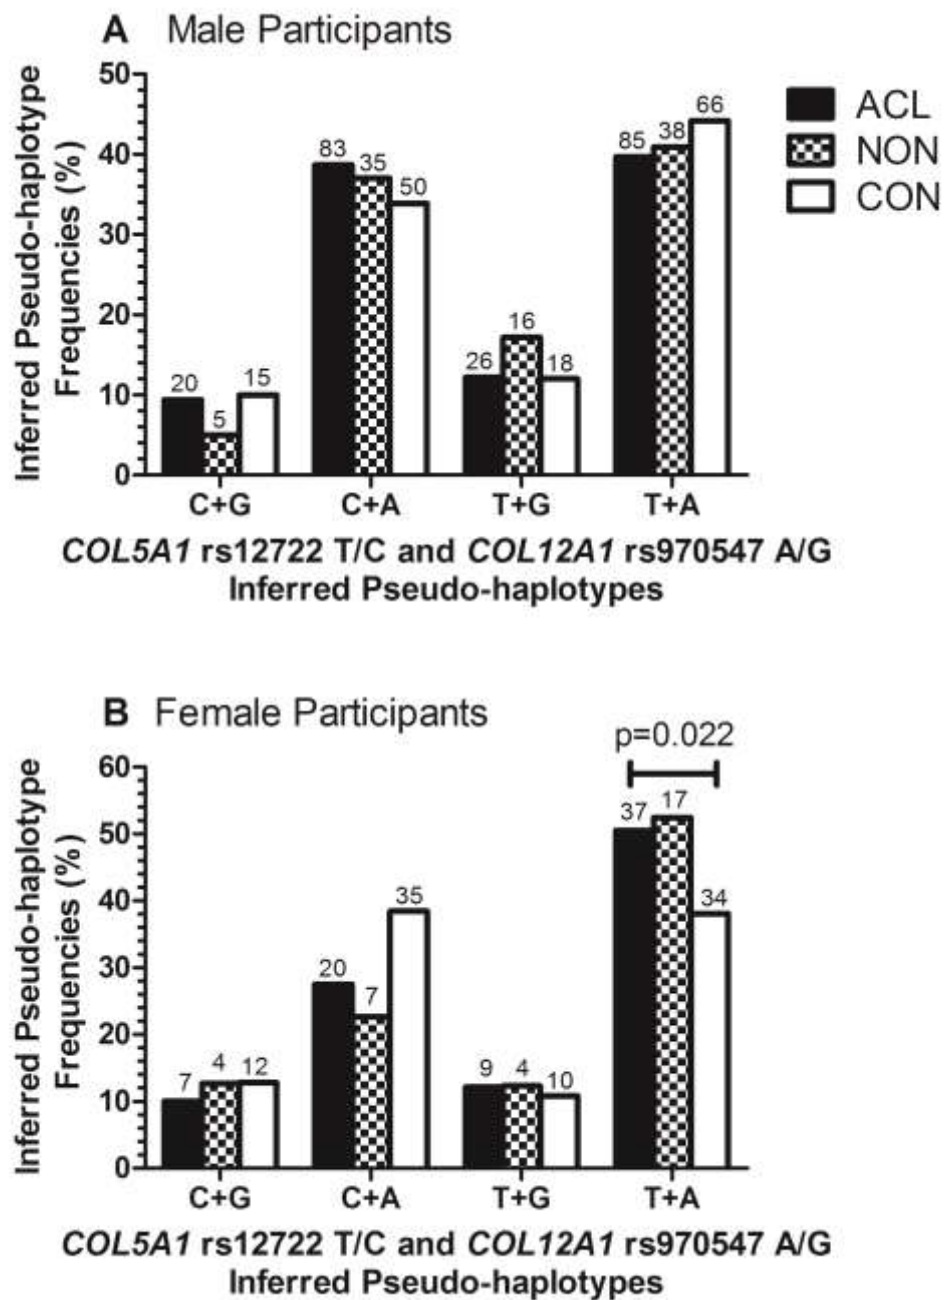 A Male Participants
Inferred Pseudo-haplotype
Frequencies (%)
50
40
30
20
10
0
20
5
15
83
35
50
26
16
18
85
38
66
ACL
NON
CON
C+G
C+A
T+G
T+A
COL5A1 rs12722 T/C and COL12A1 rs970547 A/G
Inferred Pseudo-haplotypes
B Female Participants
Inferred Pseudo-haplotype
Frequencies (%)
60
50
40
30
20
10
0
7
4
12
20
7
35
9
4
10
p=0.022
37
17
34
C+G
C+A
T+G
T+A
COL5A1 rs12722 T/C and COL12A1 rs970547 A/G
Inferred Pseudo-haplotypes